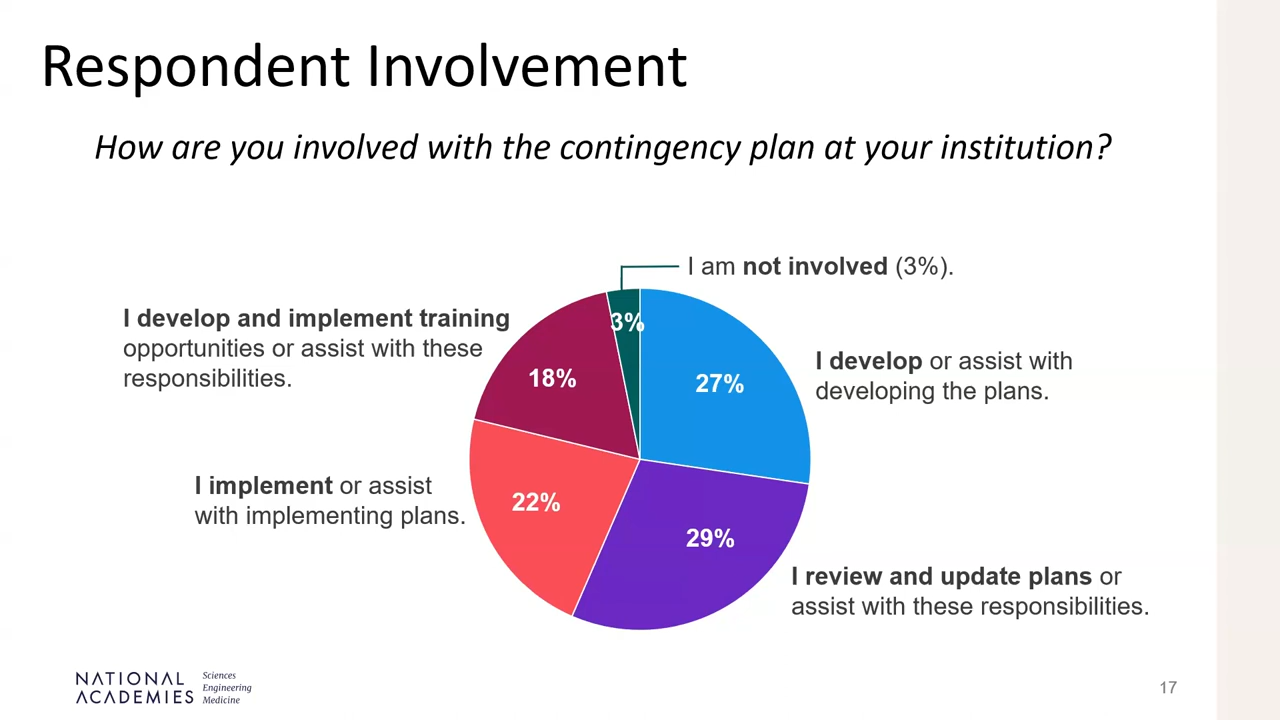 Respondent Involvement
How are you involved with the contingency plan at your institution?
I am not involved (3%).
3%
I develop and implement training
opportunities or assist with these
responsibilities.
18%
27%
I develop or assist with
developing the plans.
I implement or assist
with implementing plans.
22%
29%
I review and update plans or
assist with these responsibilities.
NATIONAL
ACADEMIES
Sciences
Engineering
Medicine
17